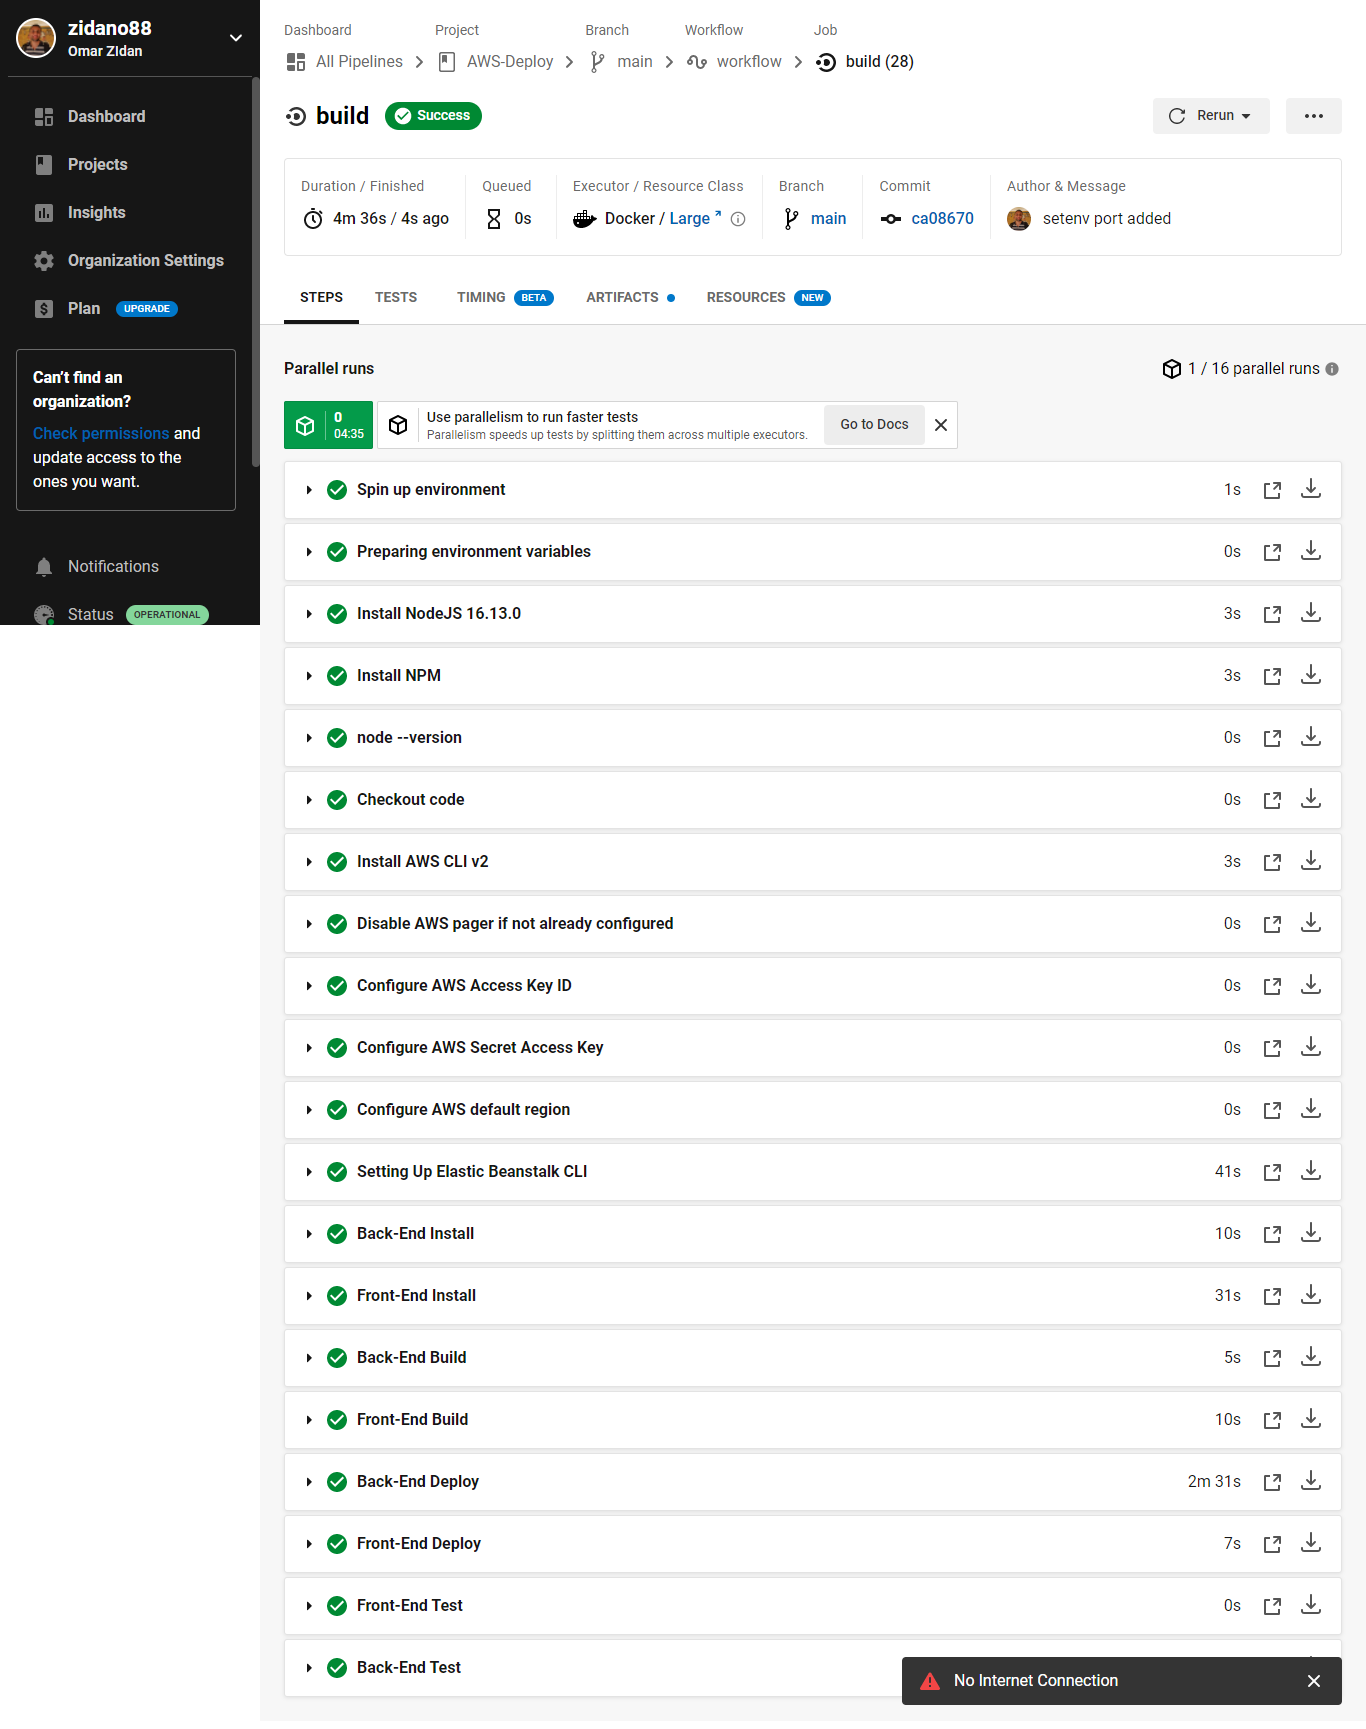 zidano88
Omar ZIdan
Dashboard
Projects
Insights
Organization Settings
Plan UPGRADE
Can't find an
organization?
Check permissions and
update access to the
ones you want.
Notifications
Status OPERATIONAL
Dashboard Project Branch Workflow Job
All Pipelines AWS-Deploy main workflow build (28)
build Success Rerun
Duration / Finished Queued Executor / Resource Class Branch Commit Author & Message
4m 36s / 4s ago 0s Docker / Large main ca08670 setenv port added
STEPS TESTS TIMING BETA ARTIFACTS RESOURCES NEW
Parallel runs 1 / 16 parallel runs
0
04:35
Use parallelism to run faster tests
Parallelism speeds up tests by splitting them across multiple executors.
Go to Docs
Spin up environment 1s
Preparing environment variables 0s
Install NodeJS 16.13.0 3s
Install NPM 3s
node --version 0s
Checkout code 0s
Install AWS CLI v2 3s
Disable AWS pager if not already configured 0s
Configure AWS Access Key ID 0s
Configure AWS Secret Access Key 0s
Configure AWS default region 0s
Setting Up Elastic Beanstalk CLI 41s
Back-End Install 10s
Front-End Install 31s
Back-End Build 5s
Front-End Build 10s
Back-End Deploy 2m 31s
Front-End Deploy 7s
Front-End Test 0s
Back-End Test
No Internet Connection